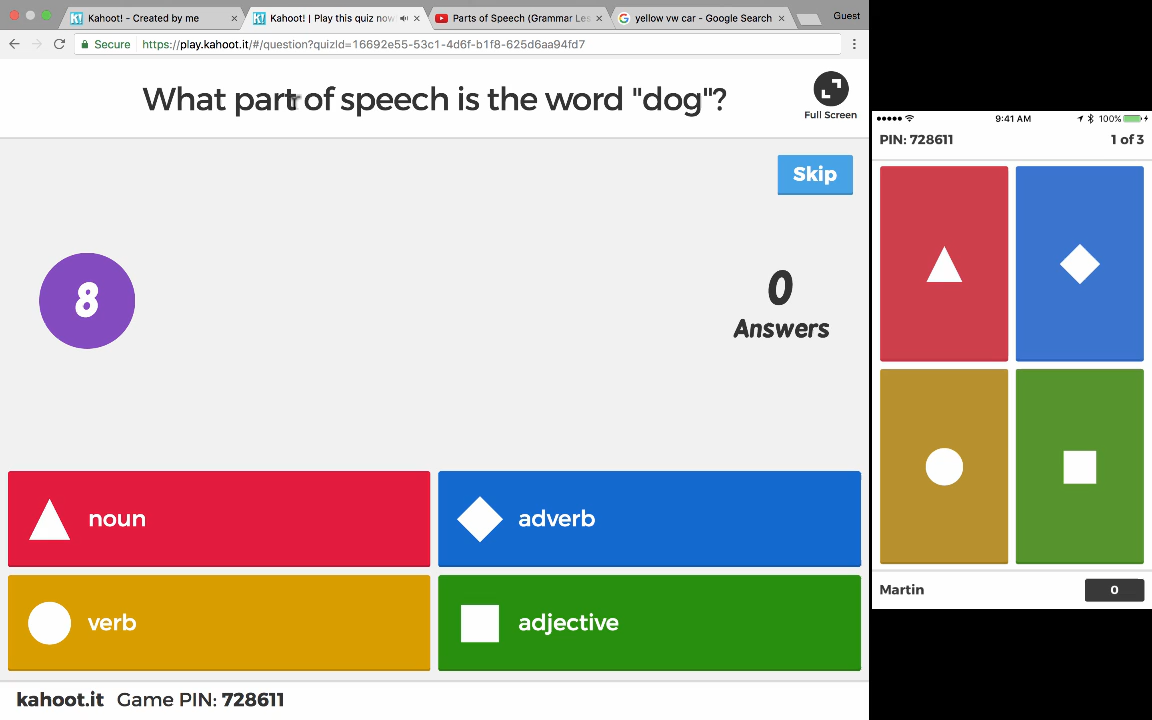 Kahoot! - Created by me
Kahoot! | Play this quiz now
Parts of Speech (Grammar Les
yellow vw car - Google Search
Guest
Secure
https://play.kahoot.it/#/question?quizId=16692e55-53c1-4d6f-b1f8-625d6aa94fd7
What part of speech is the word "dog"?
Full Screen
Skip
8
0
Answers
noun
adverb
verb
adjective
kahoot.it Game PIN: 728611
9:41 AM
100%
PIN: 728611
1 of 3
Martin
0